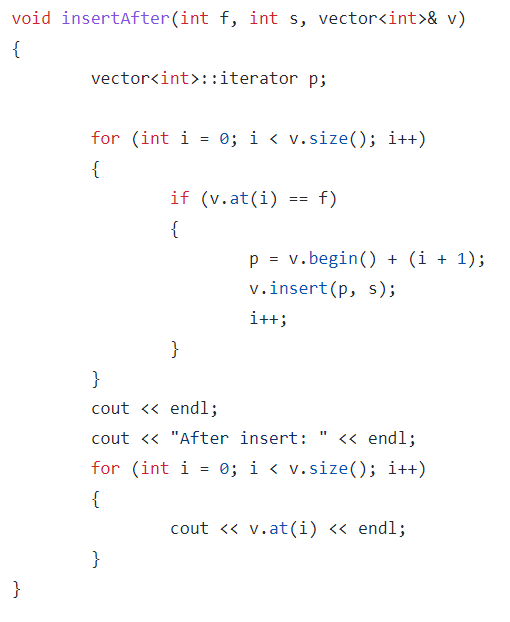 void insertAfter(int f, int s, vector<int>& v)
{
        vector<int>::iterator p;

        for (int i = 0; i < v.size(); i++)
        {
                if (v.at(i) == f)
                {
                        p = v.begin() + (i + 1);
                        v.insert(p, s);
                        i++;
                }
        }
        cout << endl;
        cout << "After insert: " << endl;
        for (int i = 0; i < v.size(); i++)
        {
                cout << v.at(i) << endl;
        }
}